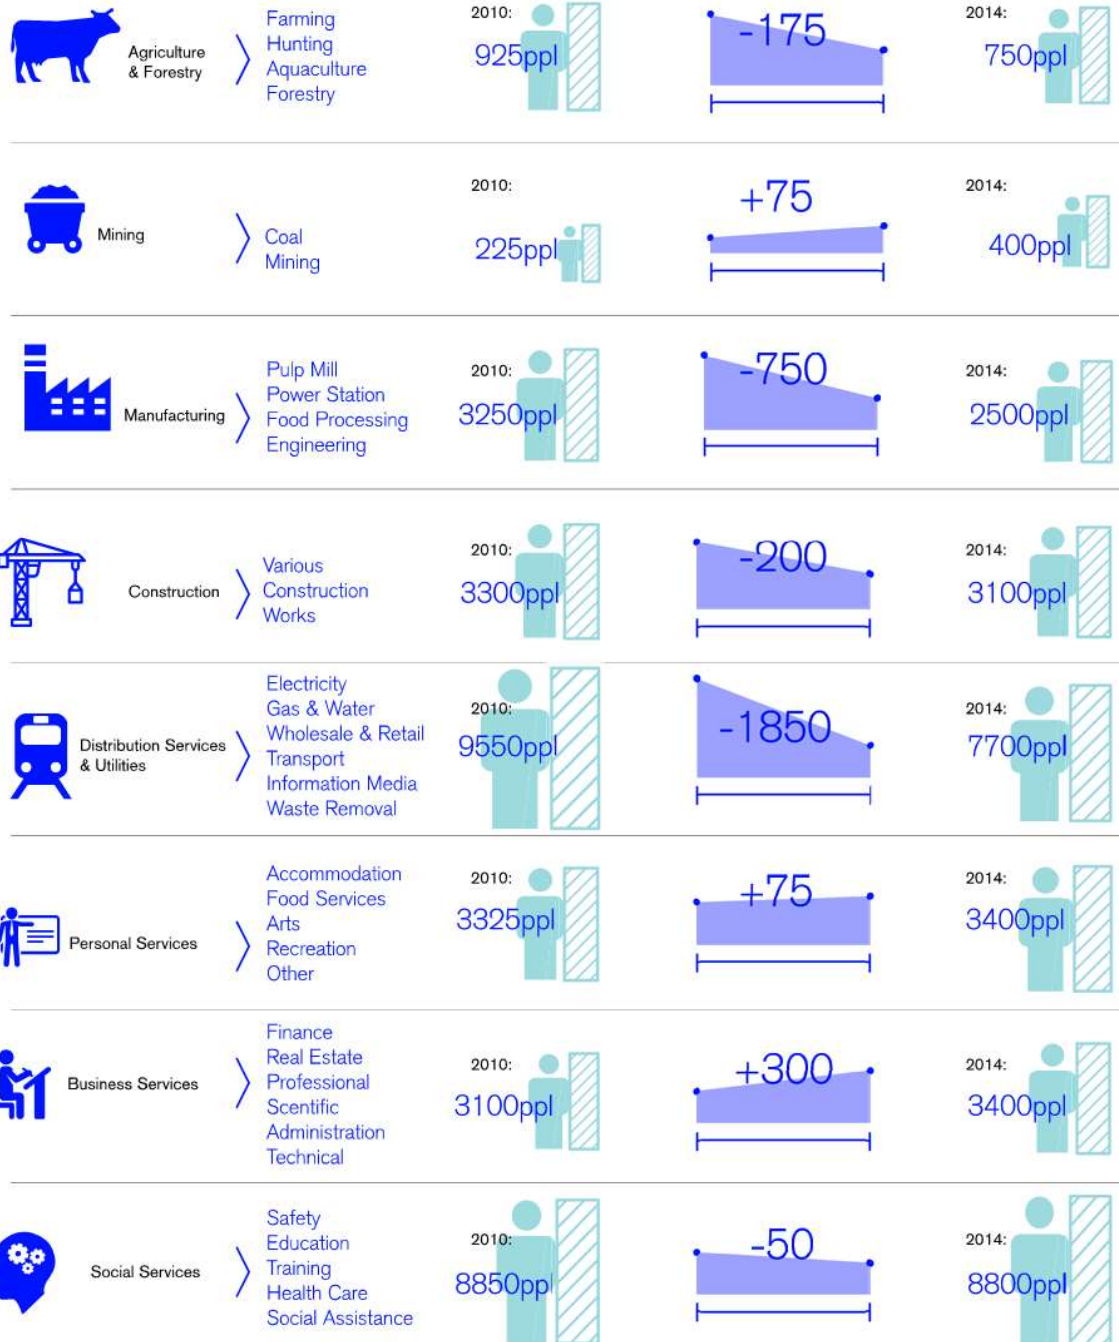 Agriculture
& Forestry
Farming
Hunting
Aquaculture
Forestry
2010:
925ppl
-175
2014:
750ppl
Mining
Coal
Mining
2010:
225ppl
+75
2014:
400ppl
Manufacturing
Pulp Mill
Power Station
Food Processing
Engineering
2010:
3250ppl
-750
2014:
2500ppl
Construction
Various
Construction
Works
2010:
3300ppl
-200
2014:
3100ppl
Distribution Services
& Utilities
Electricity
Gas & Water
Wholesale & Retail
Transport
Information Media
Waste Removal
2010:
9550ppl
-1850
2014:
7700ppl
Personal Services
Accommodation
Food Services
Arts
Recreation
Other
2010:
3325ppl
+75
2014:
3400ppl
Business Services
Finance
Real Estate
Professional
Scentific
Administration
Technical
2010:
3100ppl
+300
2014:
3400ppl
Social Services
Safety
Education
Training
Health Care
Social Assistance
2010:
8850ppl
-50
2014:
8800ppl